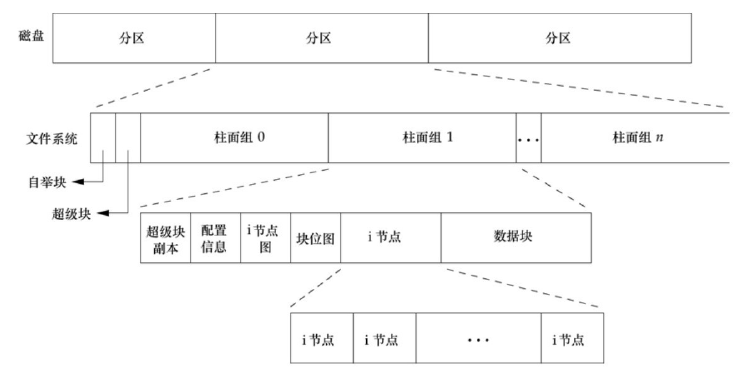 磁盘
分区 分区 分区
文件系统
柱面组 0 柱面组 1 ··· 柱面组 n
自举块
超级块
超级块副本 配置信息 i节点图 块位图 i 节点 数据块
i 节点 i 节点 ··· i 节点